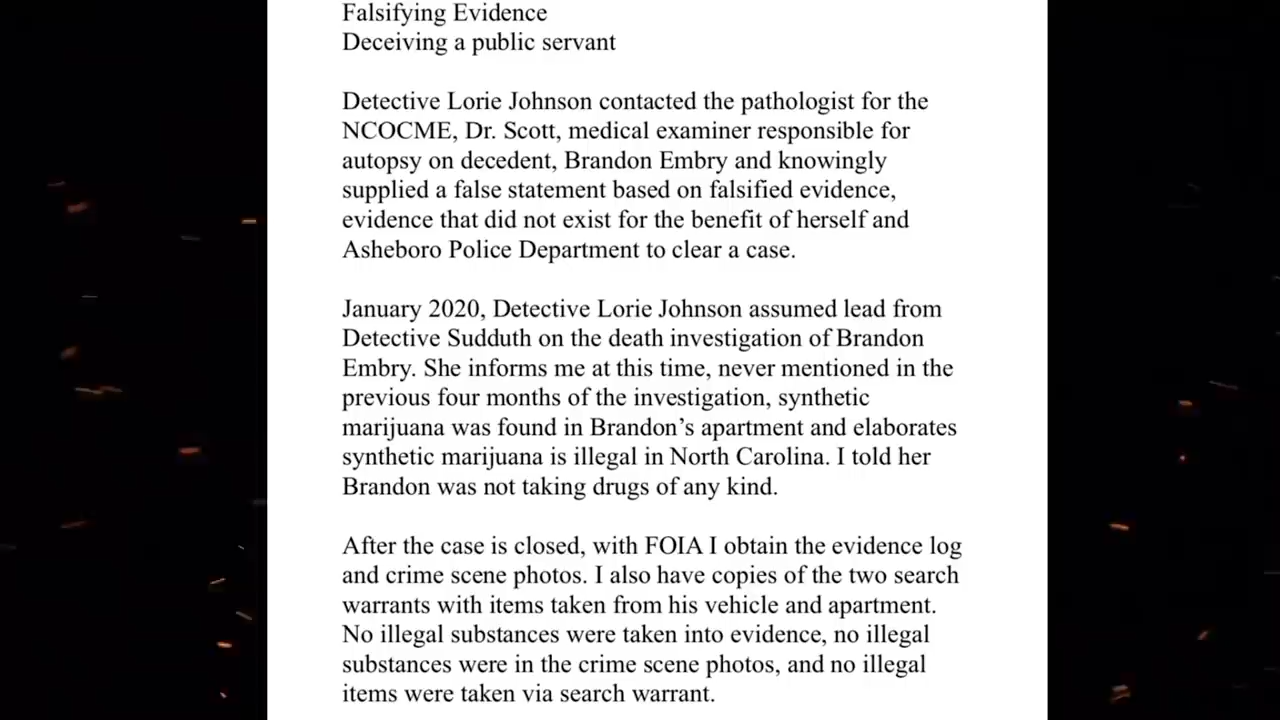 Falsifying Evidence
Deceiving a public servant
Detective Lorie Johnson contacted the pathologist for the
NCOCME, Dr. Scott, medical examiner responsible for
autopsy on decedent, Brandon Embry and knowingly
supplied a false statement based on falsified evidence,
evidence that did not exist for the benefit of herself and
Asheboro Police Department to clear a case.
January 2020, Detective Lorie Johnson assumed lead from
Detective Sudduth on the death investigation of Brandon
Embry. She informs me at this time, never mentioned in the
previous four months of the investigation, synthetic
marijuana was found in Brandon’s apartment and elaborates
synthetic marijuana is illegal in North Carolina. I told her
Brandon was not taking drugs of any kind.
After the case is closed, with FOIA I obtain the evidence log
and crime scene photos. I also have copies of the two search
warrants with items taken from his vehicle and apartment.
No illegal substances were taken into evidence, no illegal
substances were in the crime scene photos, and no illegal
items were taken via search warrant.